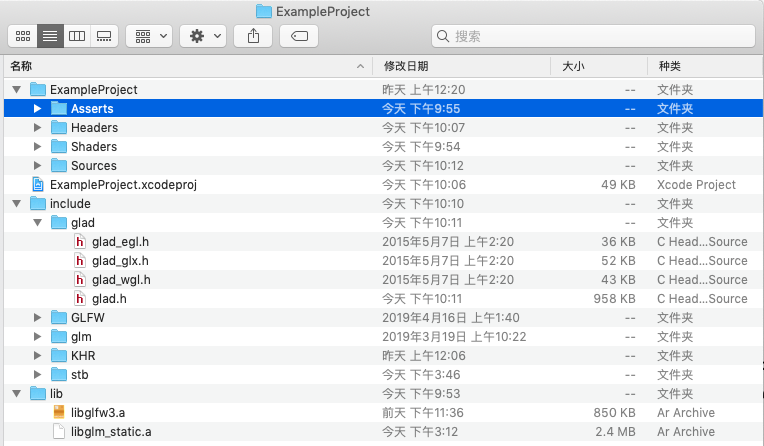 ExampleProject
搜索
名称 修改日期 大小 种类
ExampleProject 昨天 上午12:20 -- 文件夹
Asserts 今天 下午9:55 -- 文件夹
Headers 今天 下午10:07 -- 文件夹
Shaders 今天 下午9:54 -- 文件夹
Sources 今天 下午10:12 -- 文件夹
ExampleProject.xcodeproj 今天 下午10:06 49 KB Xcode Project
include 今天 下午10:10 -- 文件夹
glad 今天 下午10:11 -- 文件夹
h glad_egl.h 2015年5月7日 上午2:20 36 KB C Head...Source
h glad_glx.h 2015年5月7日 上午2:20 52 KB C Head...Source
h glad_wgl.h 2015年5月7日 上午2:20 43 KB C Head...Source
h glad.h 今天 下午10:11 958 KB C Head...Source
GLFW 2019年4月16日 上午1:40 -- 文件夹
glm 2019年3月19日 上午10:22 -- 文件夹
KHR 昨天 上午12:06 -- 文件夹
stb 今天 下午3:46 -- 文件夹
lib 今天 下午9:53 -- 文件夹
libglfw3.a 前天 下午11:36 850 KB Ar Archive
libglm_static.a 今天 下午3:12 2.4 MB Ar Archive